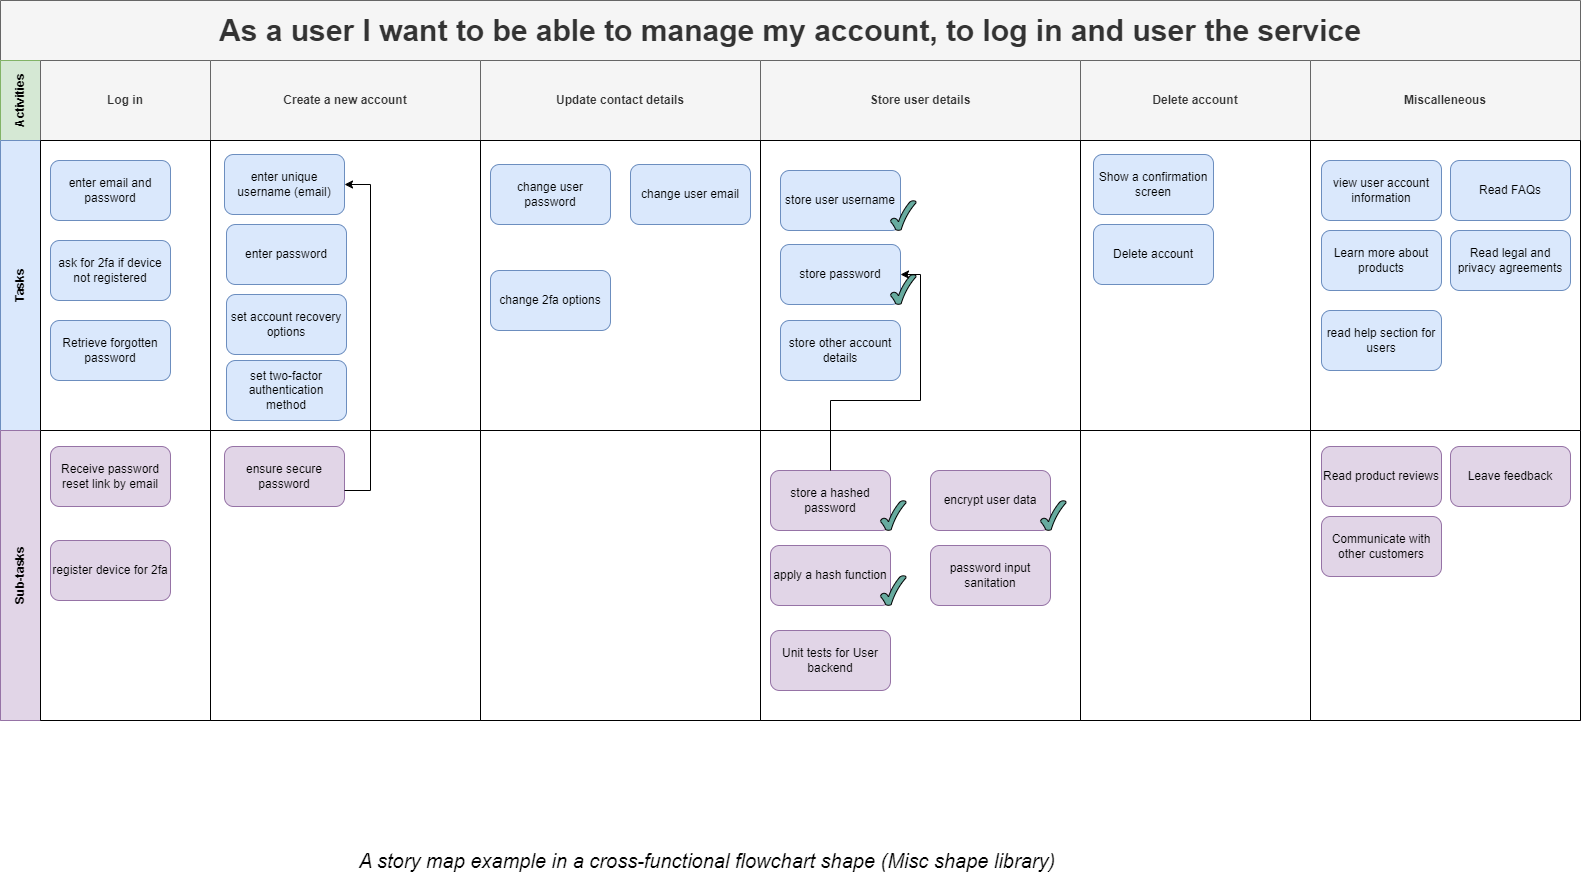 As a user I want to be able to manage my account, to log in and user the service
Activities
Log in
Create a new account
Update contact details
Store user details
Delete account
Miscalleneous
Tasks
enter email and
password
ask for 2fa if device
not registered
Retrieve forgotten
password
enter unique
username (email)
enter password
set account recovery
options
set two-factor
authentication
method
change user
password
change user email
change 2fa options
store user username
store password
store other account
details
Show a confirmation
screen
Delete account
view user account
information
Read FAQs
Learn more about
products
Read legal and
privacy agreements
read help section for
users
Sub-tasks
Receive password
reset link by email
register device for 2fa
ensure secure
password
store a hashed
password
encrypt user data
apply a hash function
password input
sanitation
Unit tests for User
backend
Read product reviews
Leave feedback
Communicate with
other customers
A story map example in a cross-functional flowchart shape (Misc shape library)